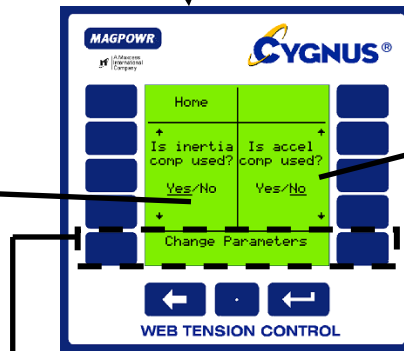 MAGPOWR
A Maxcess
International
Company
CYGNUS®
Home
Is inertia comp used?
Yes/No
Is accel comp used?
Yes/No
Change Parameters
WEB TENSION CONTROL